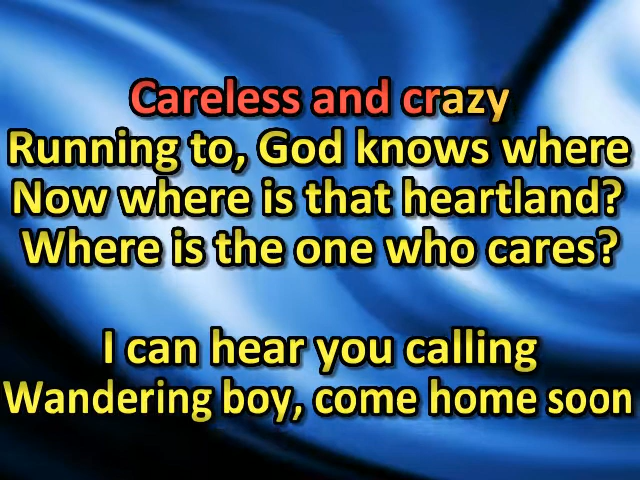 Careless and crazy
Running to, God knows where
Now where is that heartland?
Where is the one who cares?
I can hear you calling
Wandering boy, come home soon